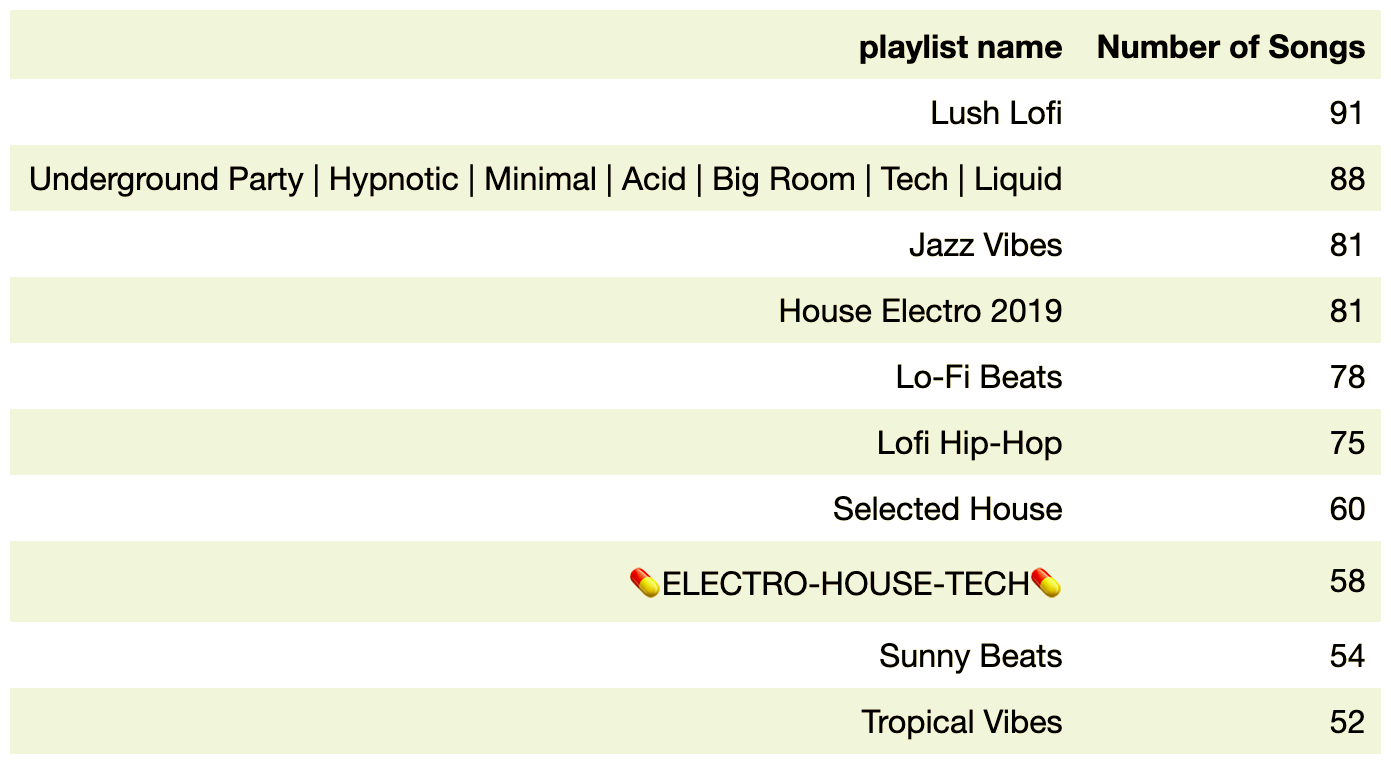 playlist name Number of Songs
Lush Lofi 91
Underground Party | Hypnotic | Minimal | Acid | Big Room | Tech | Liquid 88
Jazz Vibes 81
House Electro 2019 81
Lo-Fi Beats 78
Lofi Hip-Hop 75
Selected House 60
💊ELECTRO-HOUSE-TECH💊 58
Sunny Beats 54
Tropical Vibes 52